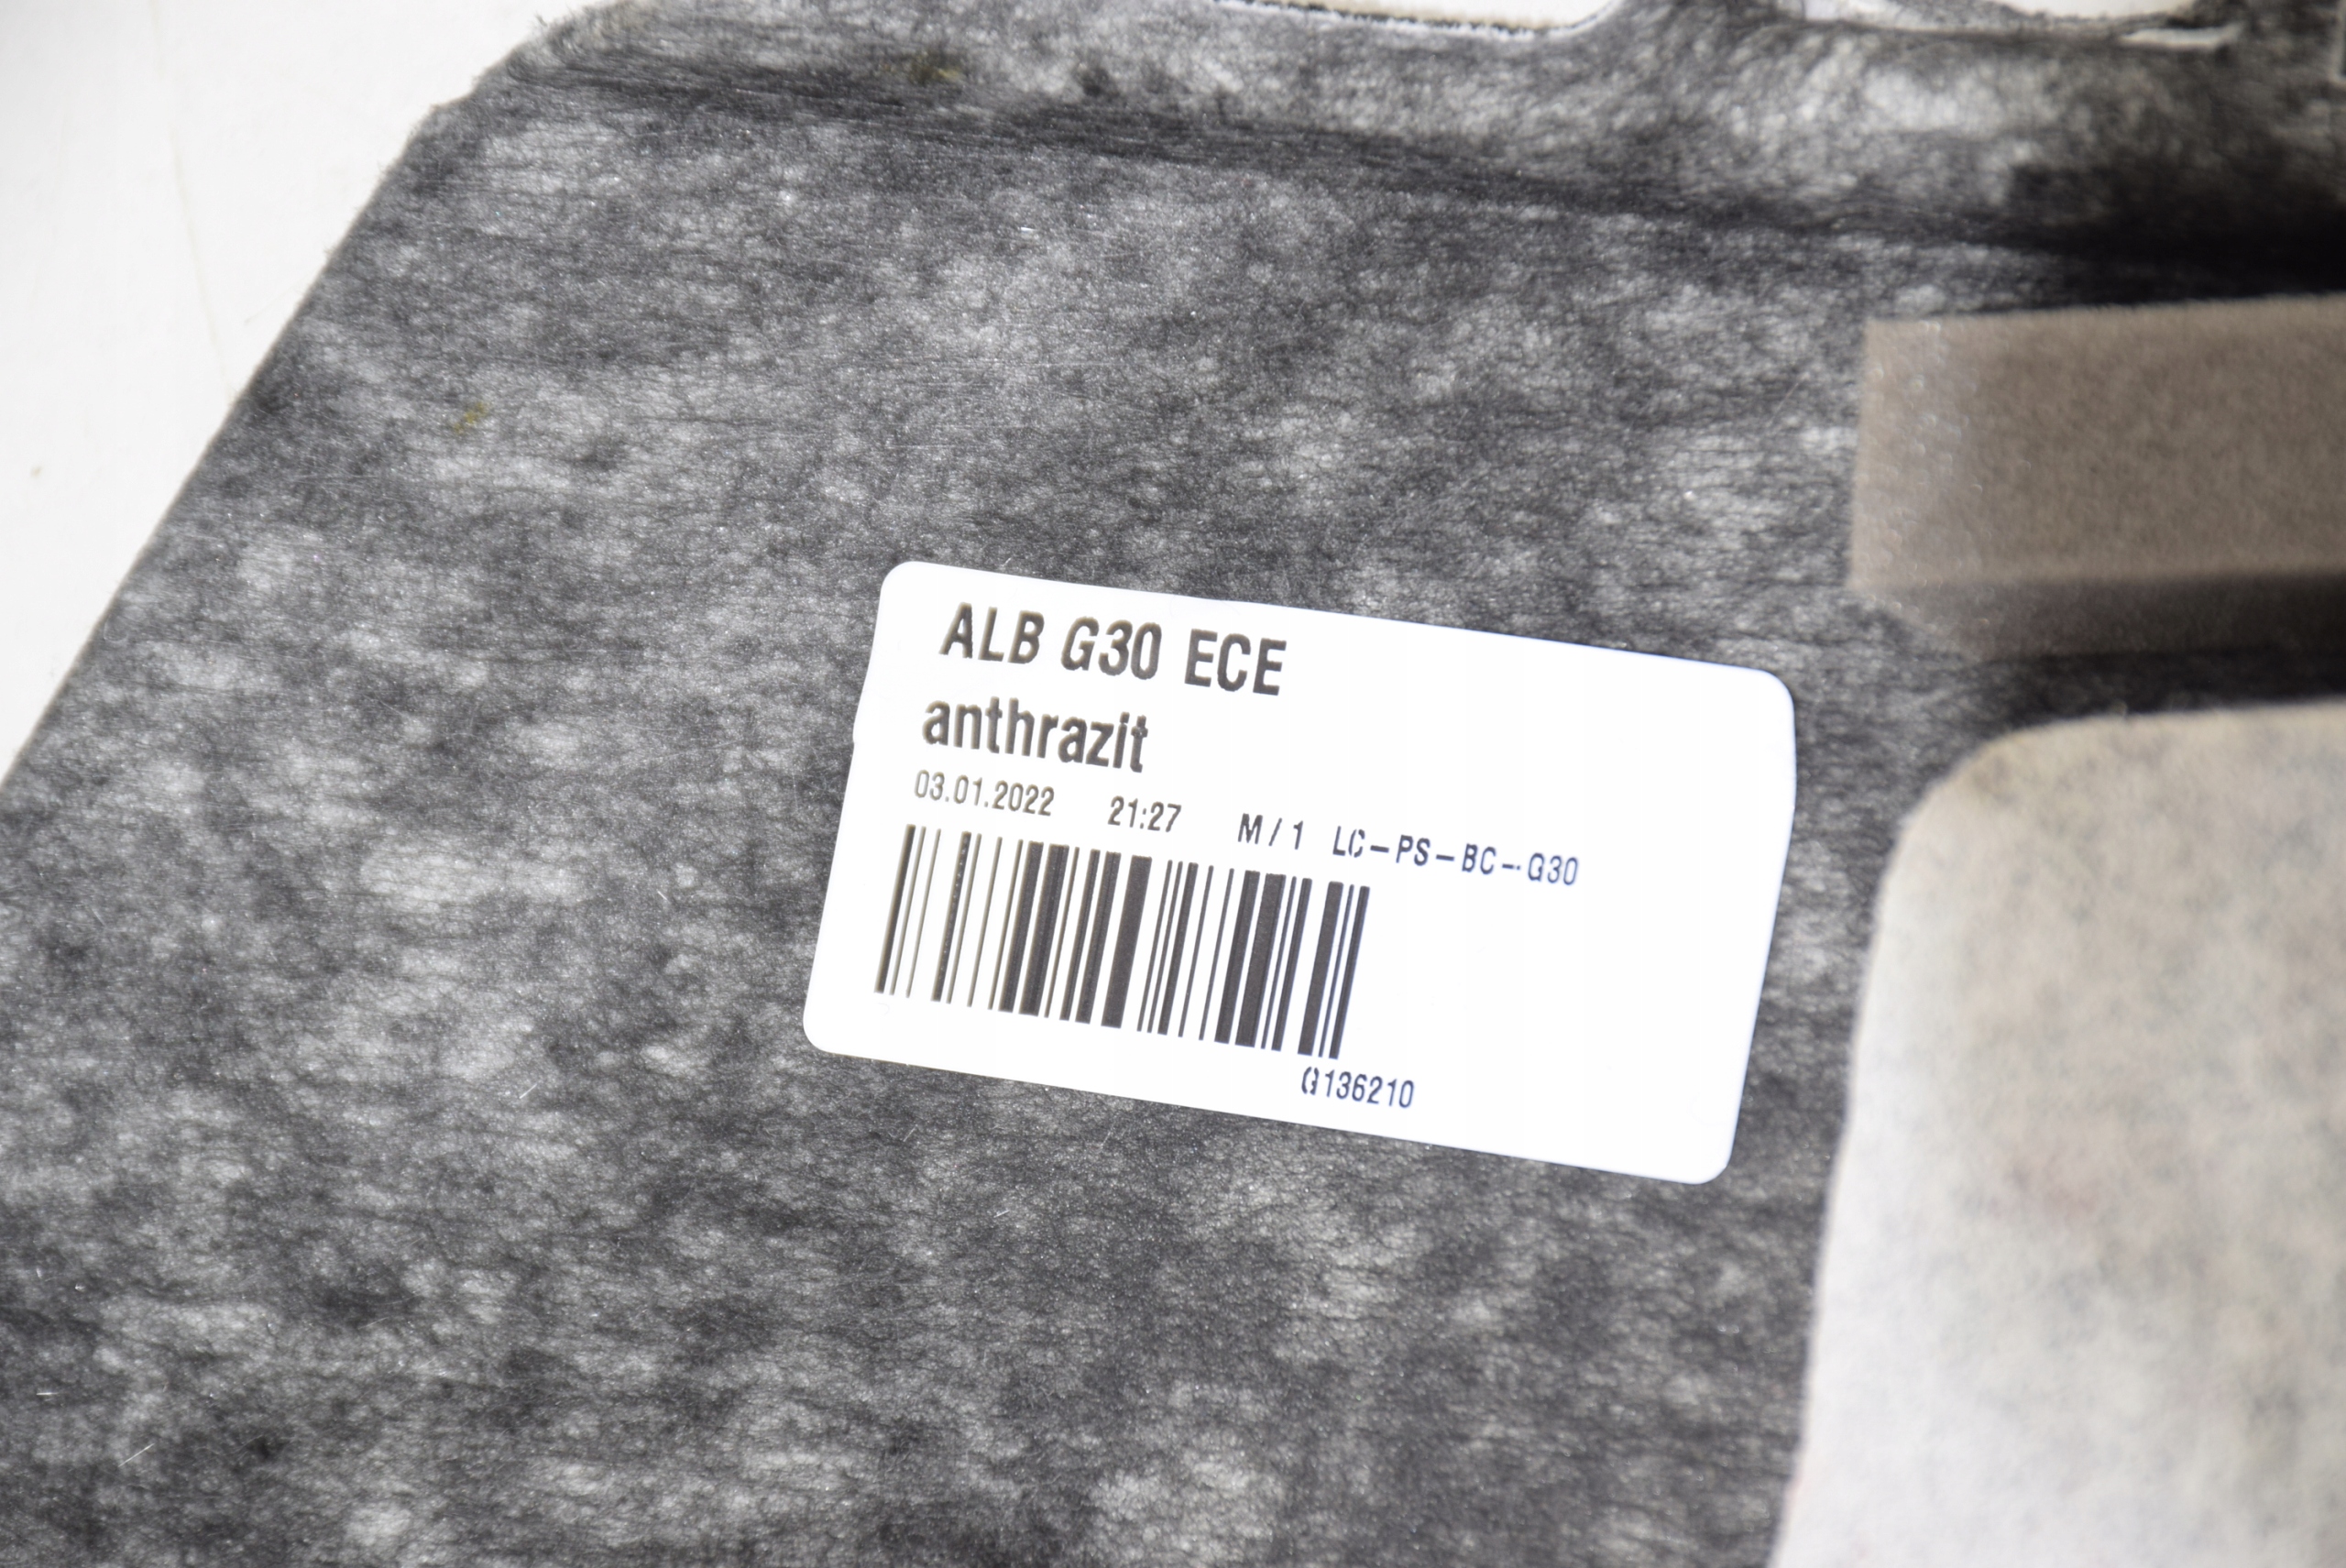 ALB G30 ECE
anthrazit
03.01.2022 21:27 M / 1 LC-PS-BC-G30
G136210